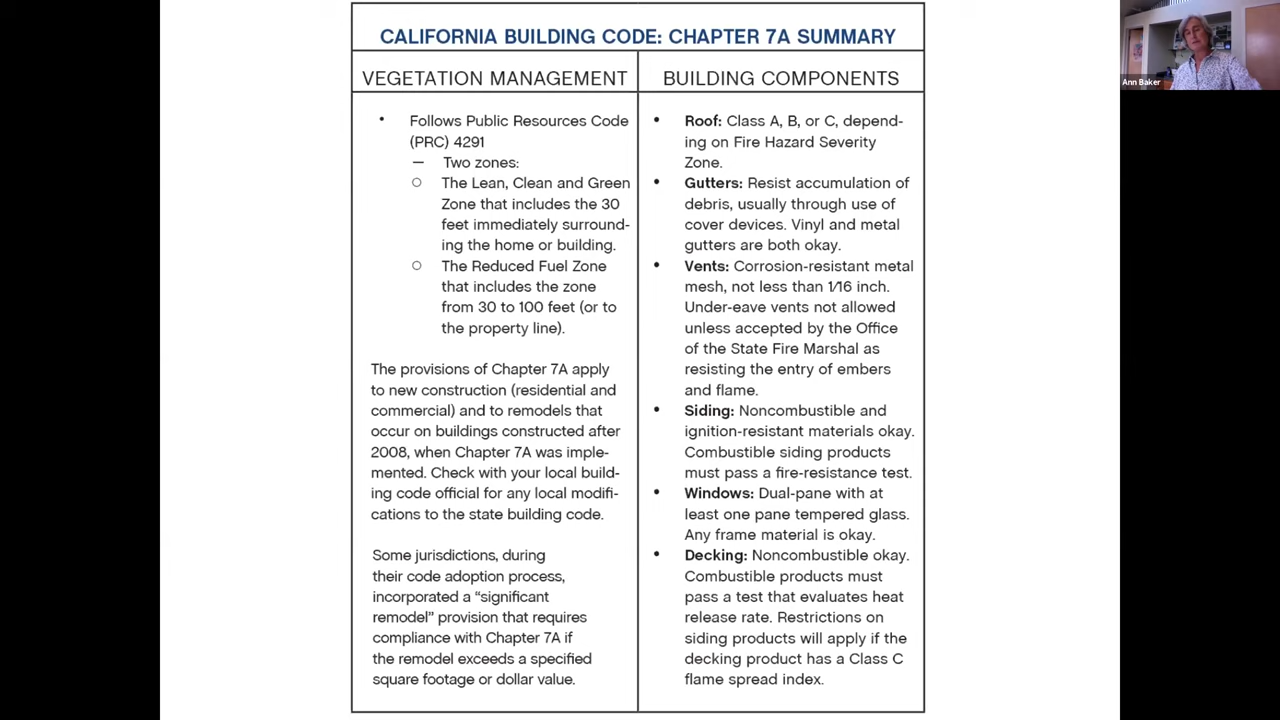 CALIFORNIA BUILDING CODE: CHAPTER 7A SUMMARY
VEGETATION MANAGEMENT
• Follows Public Resources Code
(PRC) 4291
— Two zones:
○ The Lean, Clean and Green
Zone that includes the 30
feet immediately surround-
ing the home or building.
○ The Reduced Fuel Zone
that includes the zone
from 30 to 100 feet (or to
the property line).
The provisions of Chapter 7A apply
to new construction (residential and
commercial) and to remodels that
occur on buildings constructed after
2008, when Chapter 7A was imple-
mented. Check with your local build-
ing code official for any local modifi-
cations to the state building code.
Some jurisdictions, during
their code adoption process,
incorporated a “significant
remodel” provision that requires
compliance with Chapter 7A if
the remodel exceeds a specified
square footage or dollar value.
BUILDING COMPONENTS
• Roof: Class A, B, or C, depend-
ing on Fire Hazard Severity
Zone.
• Gutters: Resist accumulation of
debris, usually through use of
cover devices. Vinyl and metal
gutters are both okay.
• Vents: Corrosion-resistant metal
mesh, not less than 1⁄16 inch.
Under-eave vents not allowed
unless accepted by the Office
of the State Fire Marshal as
resisting the entry of embers
and flame.
• Siding: Noncombustible and
ignition-resistant materials okay.
Combustible siding products
must pass a fire-resistance test.
• Windows: Dual-pane with at
least one pane tempered glass.
Any frame material is okay.
• Decking: Noncombustible okay.
Combustible products must
pass a test that evaluates heat
release rate. Restrictions on
siding products will apply if the
decking product has a Class C
flame spread index.
Ann Baker